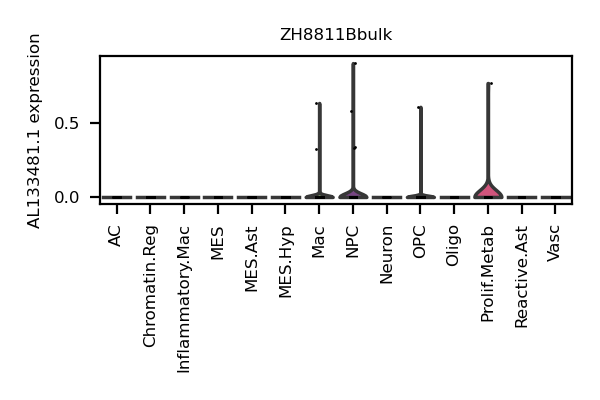 ZH8811Bbulk
AL133481.1 expression
0.5
0.0
AC
Chromatin.Reg
Inflammatory.Mac
MES
MES.Ast
MES.Hyp
Mac
NPC
Neuron
OPC
Oligo
Prolif.Metab
Reactive.Ast
Vasc